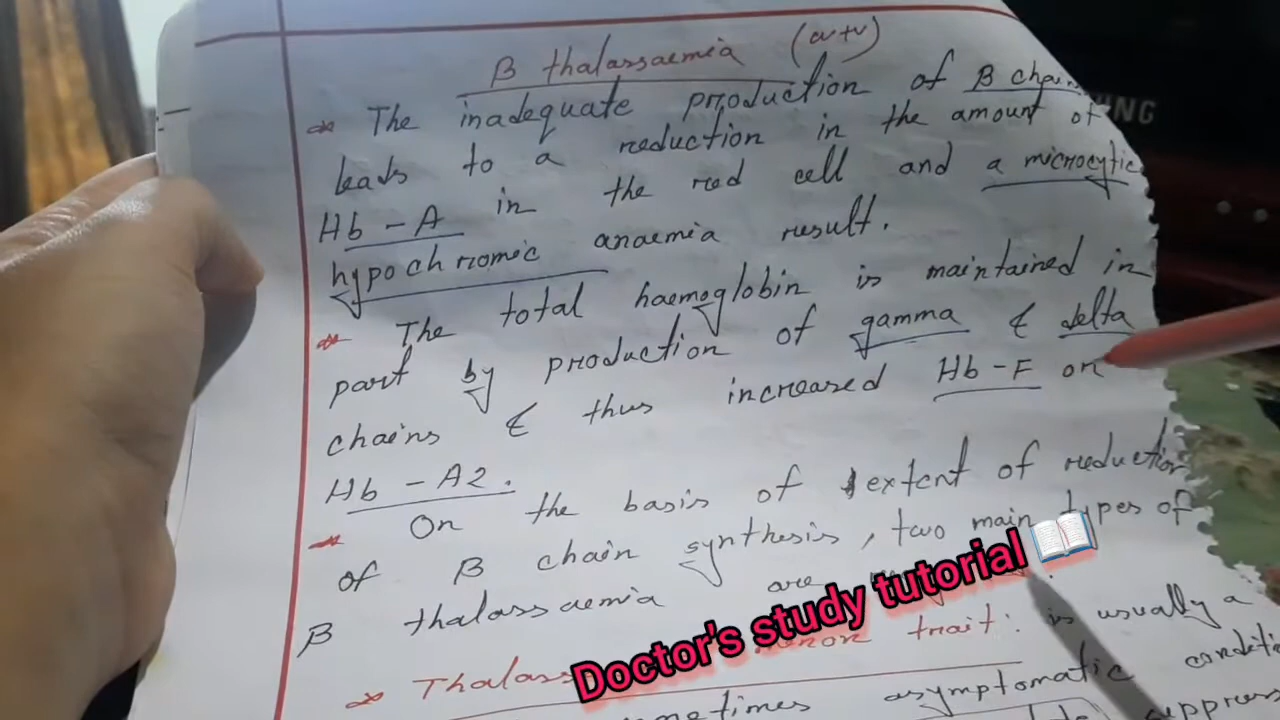 β thalassaemia
* The inadequate production of β chain
leads to a reduction in the amount of
Hb - A in the red cell and a microcytic
hypochromic anaemia result.
* The total haemoglobin is maintained in
part by production of gamma & delta
chains & thus increased Hb - F or
Hb - A2.
* On the basis of extent of reduction
of β chain synthesis, two main types of
β thalassaemia are
* minor trait: is usually a
asymptomatic
Doctor's study tutorial 📖